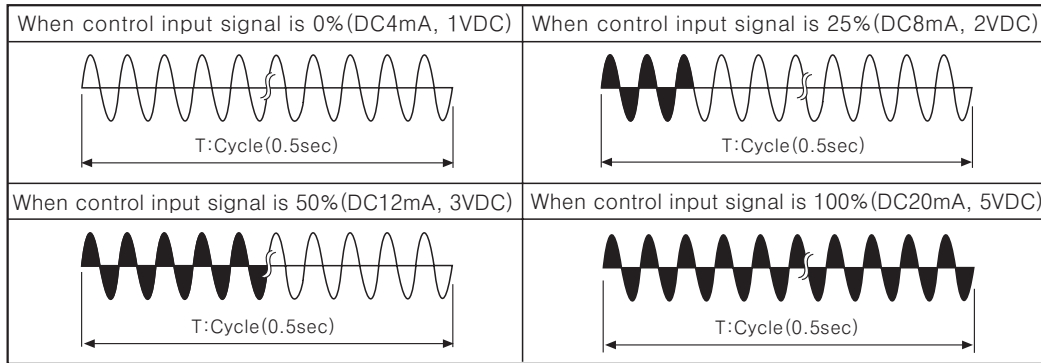 When control input signal is 0%(DC4mA, 1VDC)
When control input signal is 25%(DC8mA, 2VDC)
T:Cycle(0.5sec)
T:Cycle(0.5sec)
When control input signal is 50%(DC12mA, 3VDC)
When control input signal is 100%(DC20mA, 5VDC)
T:Cycle(0.5sec)
T:Cycle(0.5sec)